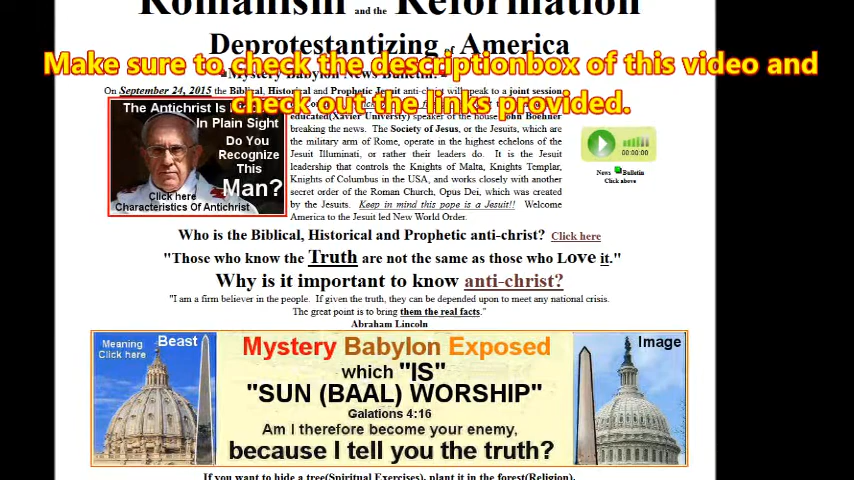 Romanism and the Reformation
Deprotestantizing of America
Make sure to check the descriptionbox of this video and
"Mystery Babylon News Bulletin."
On September 24, 2015 the Biblical, Historical and Prophetic Jesuit anti-christ will speak to a joint session
check out the links provided.
educated(Xavier University) speaker of the house John Boehner
breaking the news. The Society of Jesus, or the Jesuits, which are
the military arm of Rome, operate in the highest echelons of the
Jesuit Illuminati, or rather their leaders do. It is the Jesuit
leadership that controls the Knights of Malta, Knights Templar,
Knights of Columbus in the USA, and works closely with another
secret order of the Roman Church, Opus Dei, which was created
by the Jesuits. Keep in mind this pope is a Jesuit!! Welcome
America to the Jesuit led New World Order.
The Antichrist Is
In Plain Sight
Do You
Recognize
This
Man?
Click here
Characteristics Of Antichrist
00:00:00
News Bulletin
Click above
Who is the Biblical, Historical and Prophetic anti-christ? Click here
"Those who know the Truth are not the same as those who Love it."
Why is it important to know anti-christ?
"I am a firm believer in the people. If given the truth, they can be depended upon to meet any national crisis.
The great point is to bring them the real facts."
Abraham Lincoln
Meaning
Click here
Beast
Mystery Babylon Exposed
which "IS"
"SUN (BAAL) WORSHIP"
Galations 4:16
Am I therefore become your enemy,
because I tell you the truth?
Image
If you want to hide a tree(Spiritual Exercises), plant it in the forest(Religion).